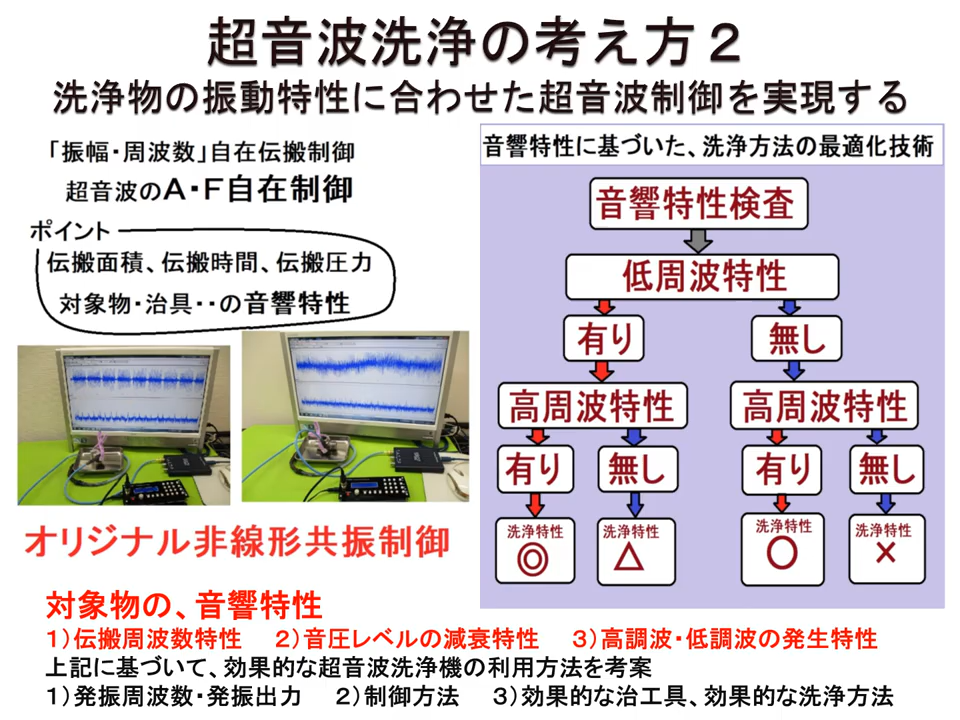 超音波洗浄の考え方２
洗浄物の振動特性に合わせた超音波制御を実現する
「振幅・周波数」自在伝搬制御
超音波のＡ・Ｆ自在制御
ポイント
伝搬面積、伝搬時間、伝搬圧力
対象物・治具・・の音響特性
オリジナル非線形共振制御
音響特性に基づいた、洗浄方法の最適化技術
音響特性検査
低周波特性
有り
無し
高周波特性
高周波特性
有り
無し
有り
無し
洗浄特性
◎
洗浄特性
△
洗浄特性
○
洗浄特性
×
対象物の、音響特性
１）伝搬周波数特性　２）音圧レベルの減衰特性　３）高調波・低調波の発生特性
上記に基づいて、効果的な超音波洗浄機の利用方法を考案
１）発振周波数・発振出力　２）制御方法　３）効果的な治工具、効果的な洗浄方法